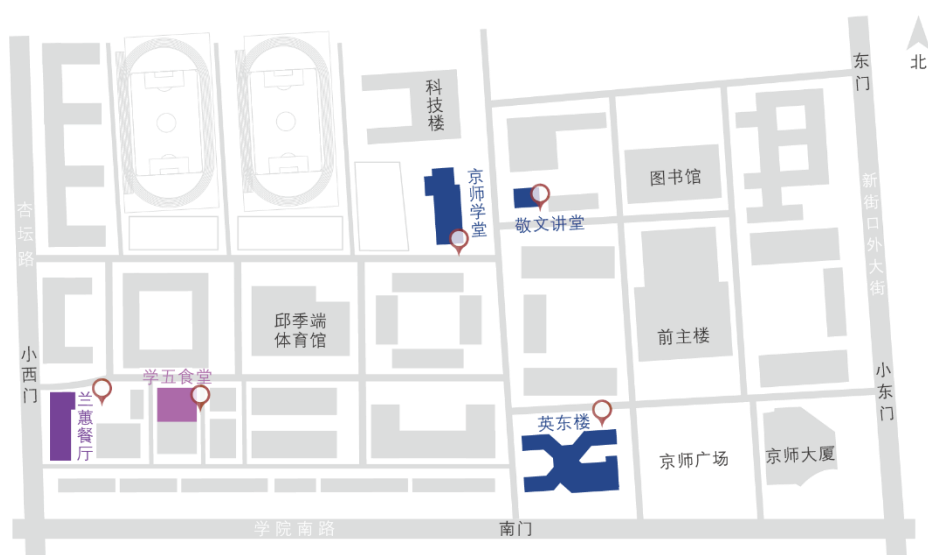 东门
北
科技楼
京师学堂
图书馆
敬文讲堂
杏坛路
新街口外大街
邱季端
体育馆
前主楼
小西门
学五食堂
小东门
兰蕙餐厅
英东楼
京师广场
京师大厦
学院南路
南门